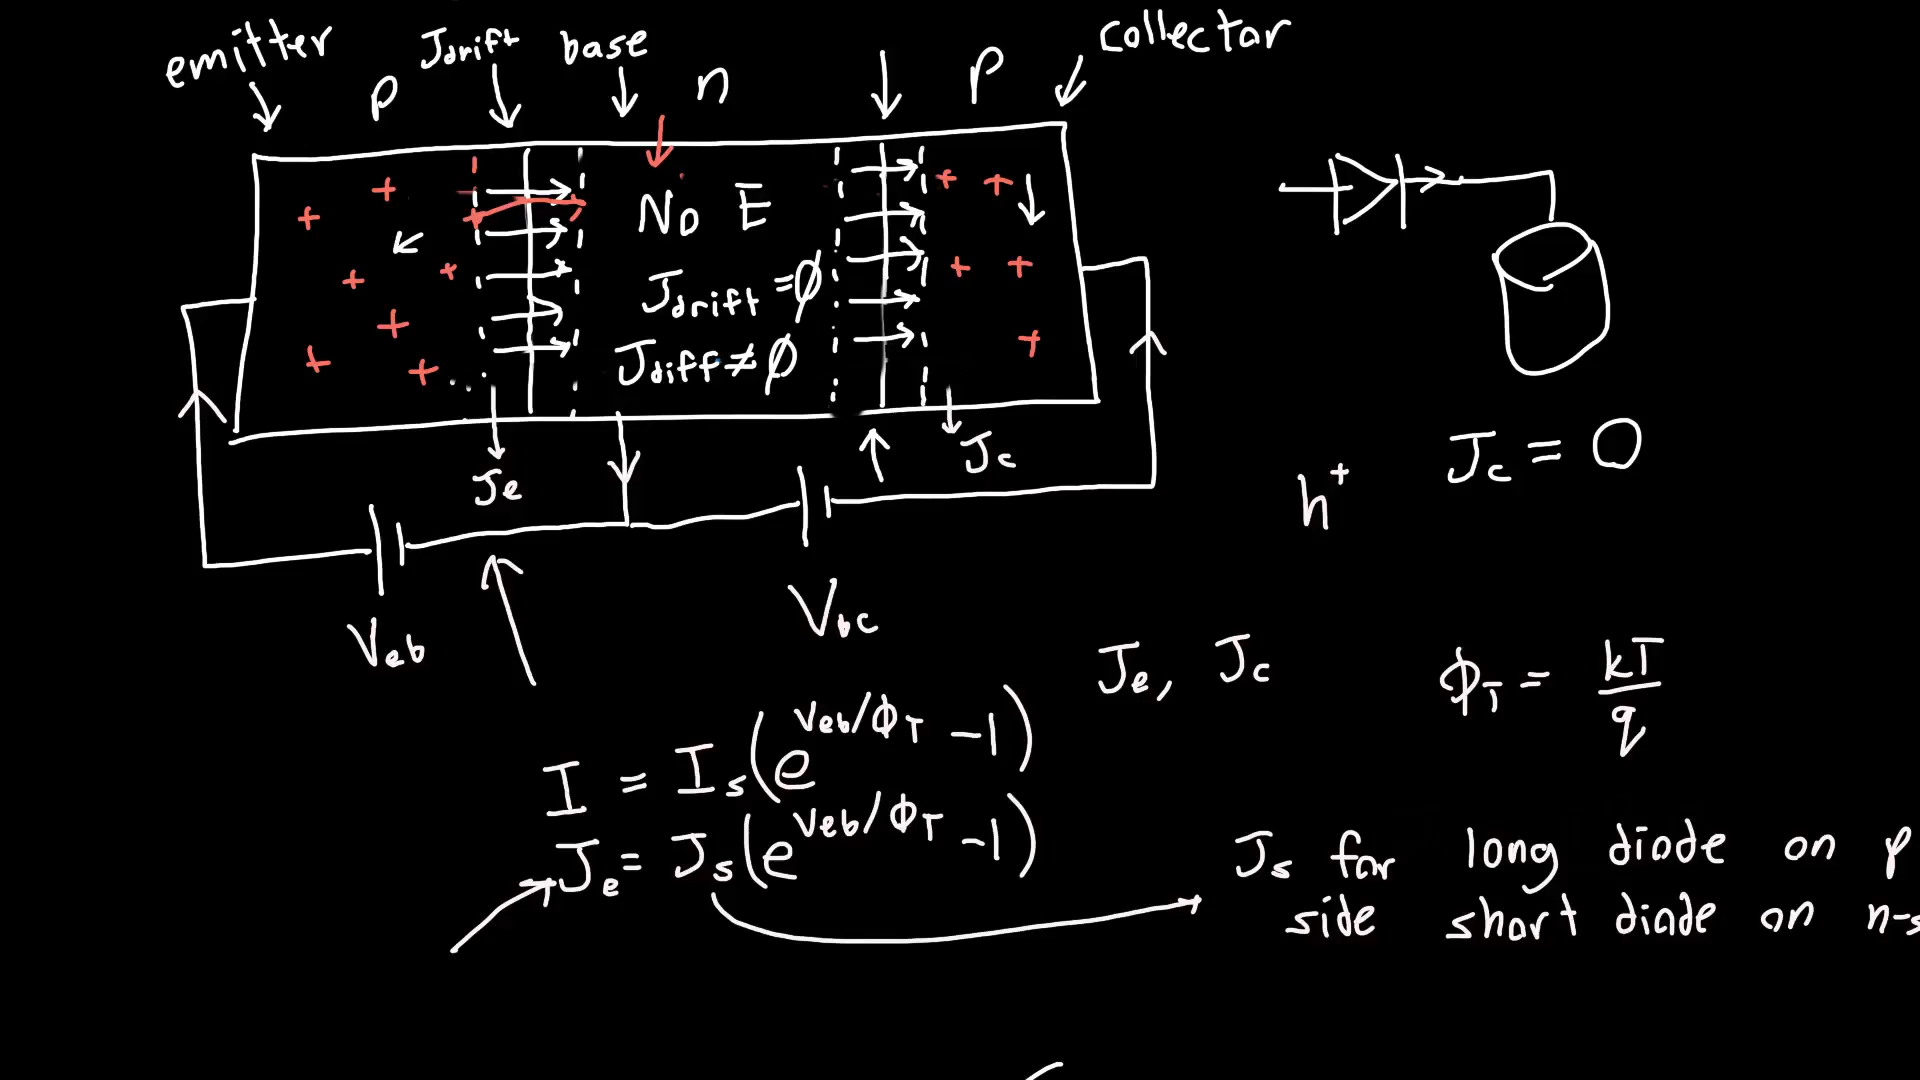 emitter Jdrift base collector
p n p
+ + + + + + + + + + + + + +
No E
Jdrift = ∅
Jdiff ≠ ∅
Je Jc
h⁺ Jc = 0
Veb Vbc
Je, Jc ϕT = kT/q
I = Is(e^Veb/ϕT - 1)
Je = Js(e^Veb/ϕT - 1)
Js for long diode on p
side short diode on n-s